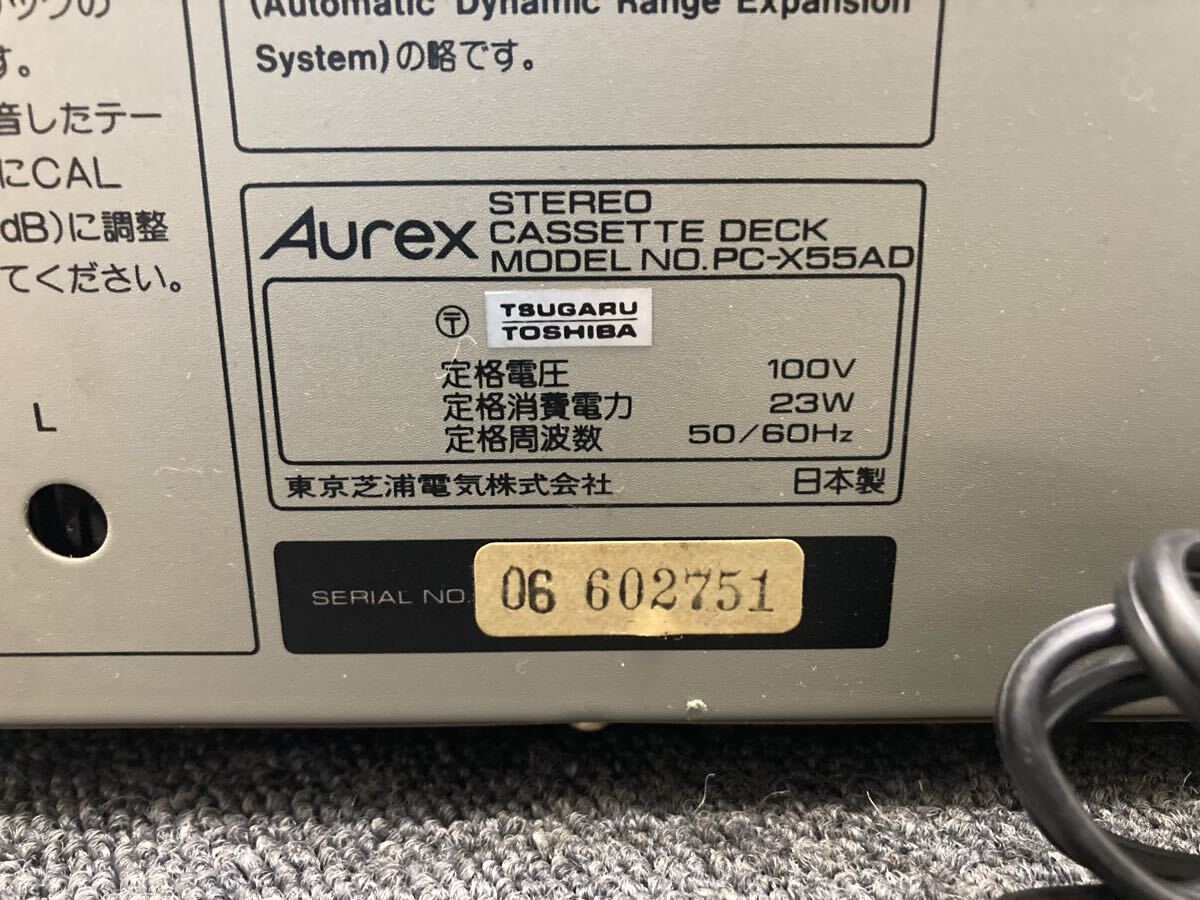 ックの
す。
音したテー
にCAL
dB)に調整
てください。
L
(Automatic Dynamic Range Expansion
System)の略です。
Aurex
STEREO
CASSETTE DECK
MODEL NO. PC-X55AD
〒
TSUGARU
TOSHIBA
定格電圧 100V
定格消費電力 23W
定格周波数 50/60Hz
東京芝浦電気株式会社 日本製
SERIAL NO. 06 602751